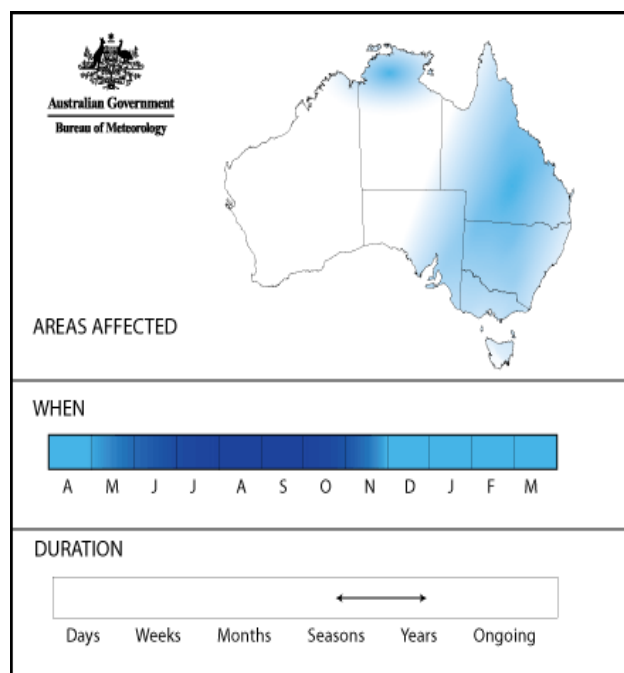 Australian Government
Bureau of Meteorology
AREAS AFFECTED
WHEN
A M J J A S O N D J F M
DURATION
Days Weeks Months Seasons Years Ongoing